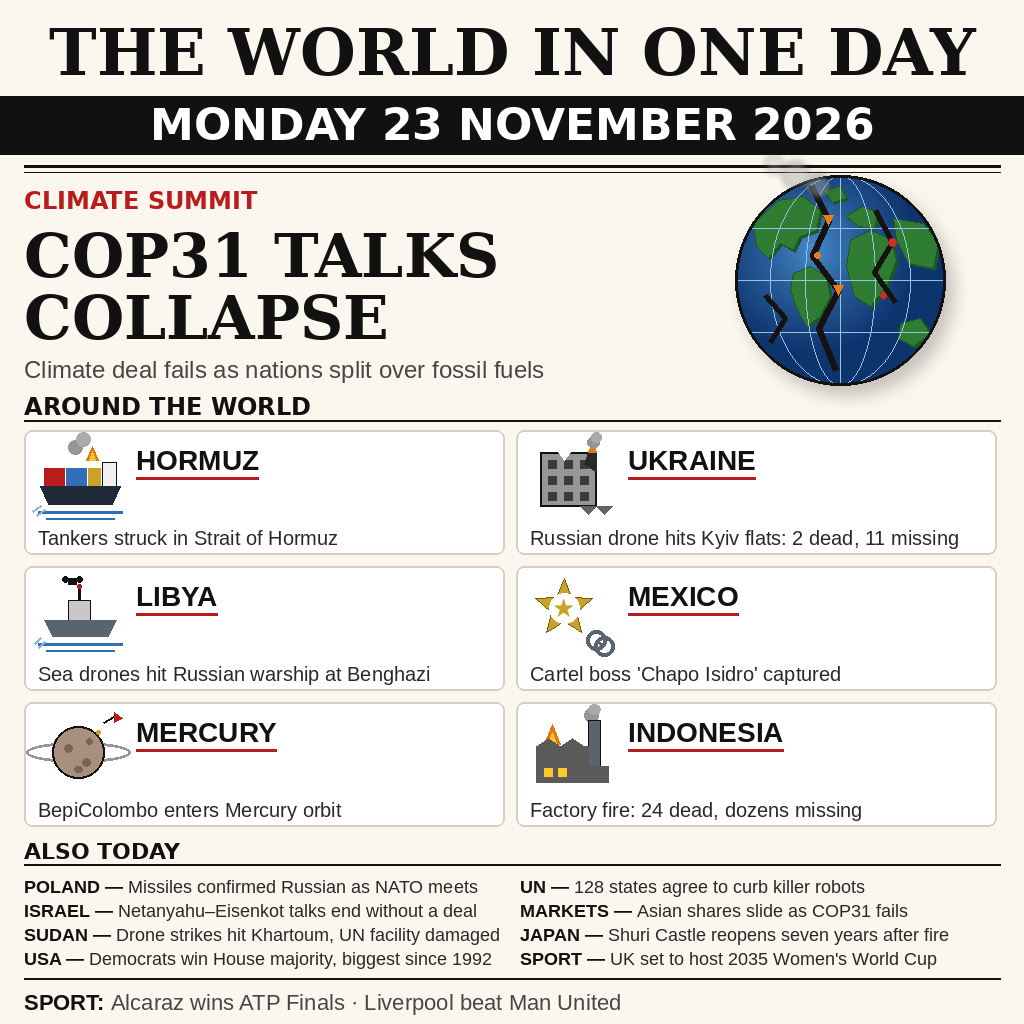 THE WORLD IN ONE DAY
MONDAY 23 NOVEMBER 2026
CLIMATE SUMMIT
COP31 TALKS
COLLAPSE
Climate deal fails as nations split over fossil fuels
AROUND THE WORLD
HORMUZ
Tankers struck in Strait of Hormuz
UKRAINE
Russian drone hits Kyiv flats: 2 dead, 11 missing
LIBYA
Sea drones hit Russian warship at Benghazi
MEXICO
Cartel boss 'Chapo Isidro' captured
MERCURY
BepiColombo enters Mercury orbit
INDONESIA
Factory fire: 24 dead, dozens missing
ALSO TODAY
POLAND — Missiles confirmed Russian as NATO meets
ISRAEL — Netanyahu–Eisenkot talks end without a deal
SUDAN — Drone strikes hit Khartoum, UN facility damaged
USA — Democrats win House majority, biggest since 1992
UN — 128 states agree to curb killer robots
MARKETS — Asian shares slide as COP31 fails
JAPAN — Shuri Castle reopens seven years after fire
SPORT — UK set to host 2035 Women's World Cup
SPORT: Alcaraz wins ATP Finals · Liverpool beat Man United